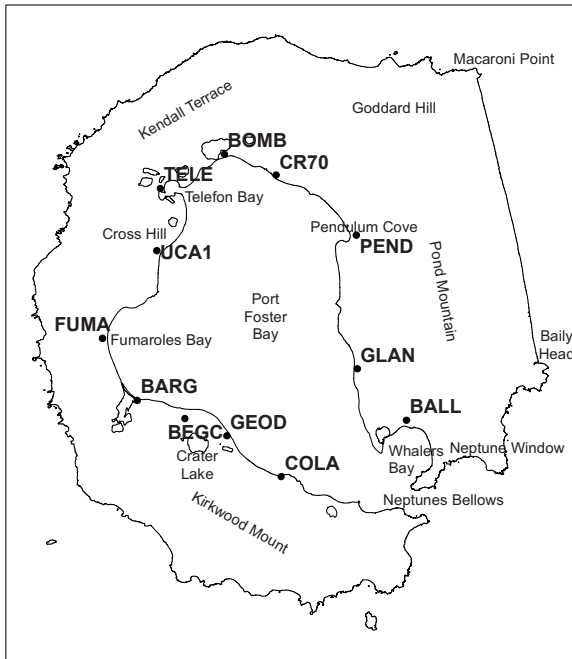 Macaroni Point
Kendall Terrace
Goddard Hill
BOMB
CR70
TELE
Telefon Bay
Cross Hill
Pendulum Cove
UCA1
PEND
Pond Mountain
Port
Foster
Bay
FUMA
Fumaroles Bay
Baily
Head
GLAN
BARG
BALL
BEGC
GEOD
Crater
Lake
Whalers
Bay
Neptune Window
COLA
Neptunes Bellows
Kirkwood Mount